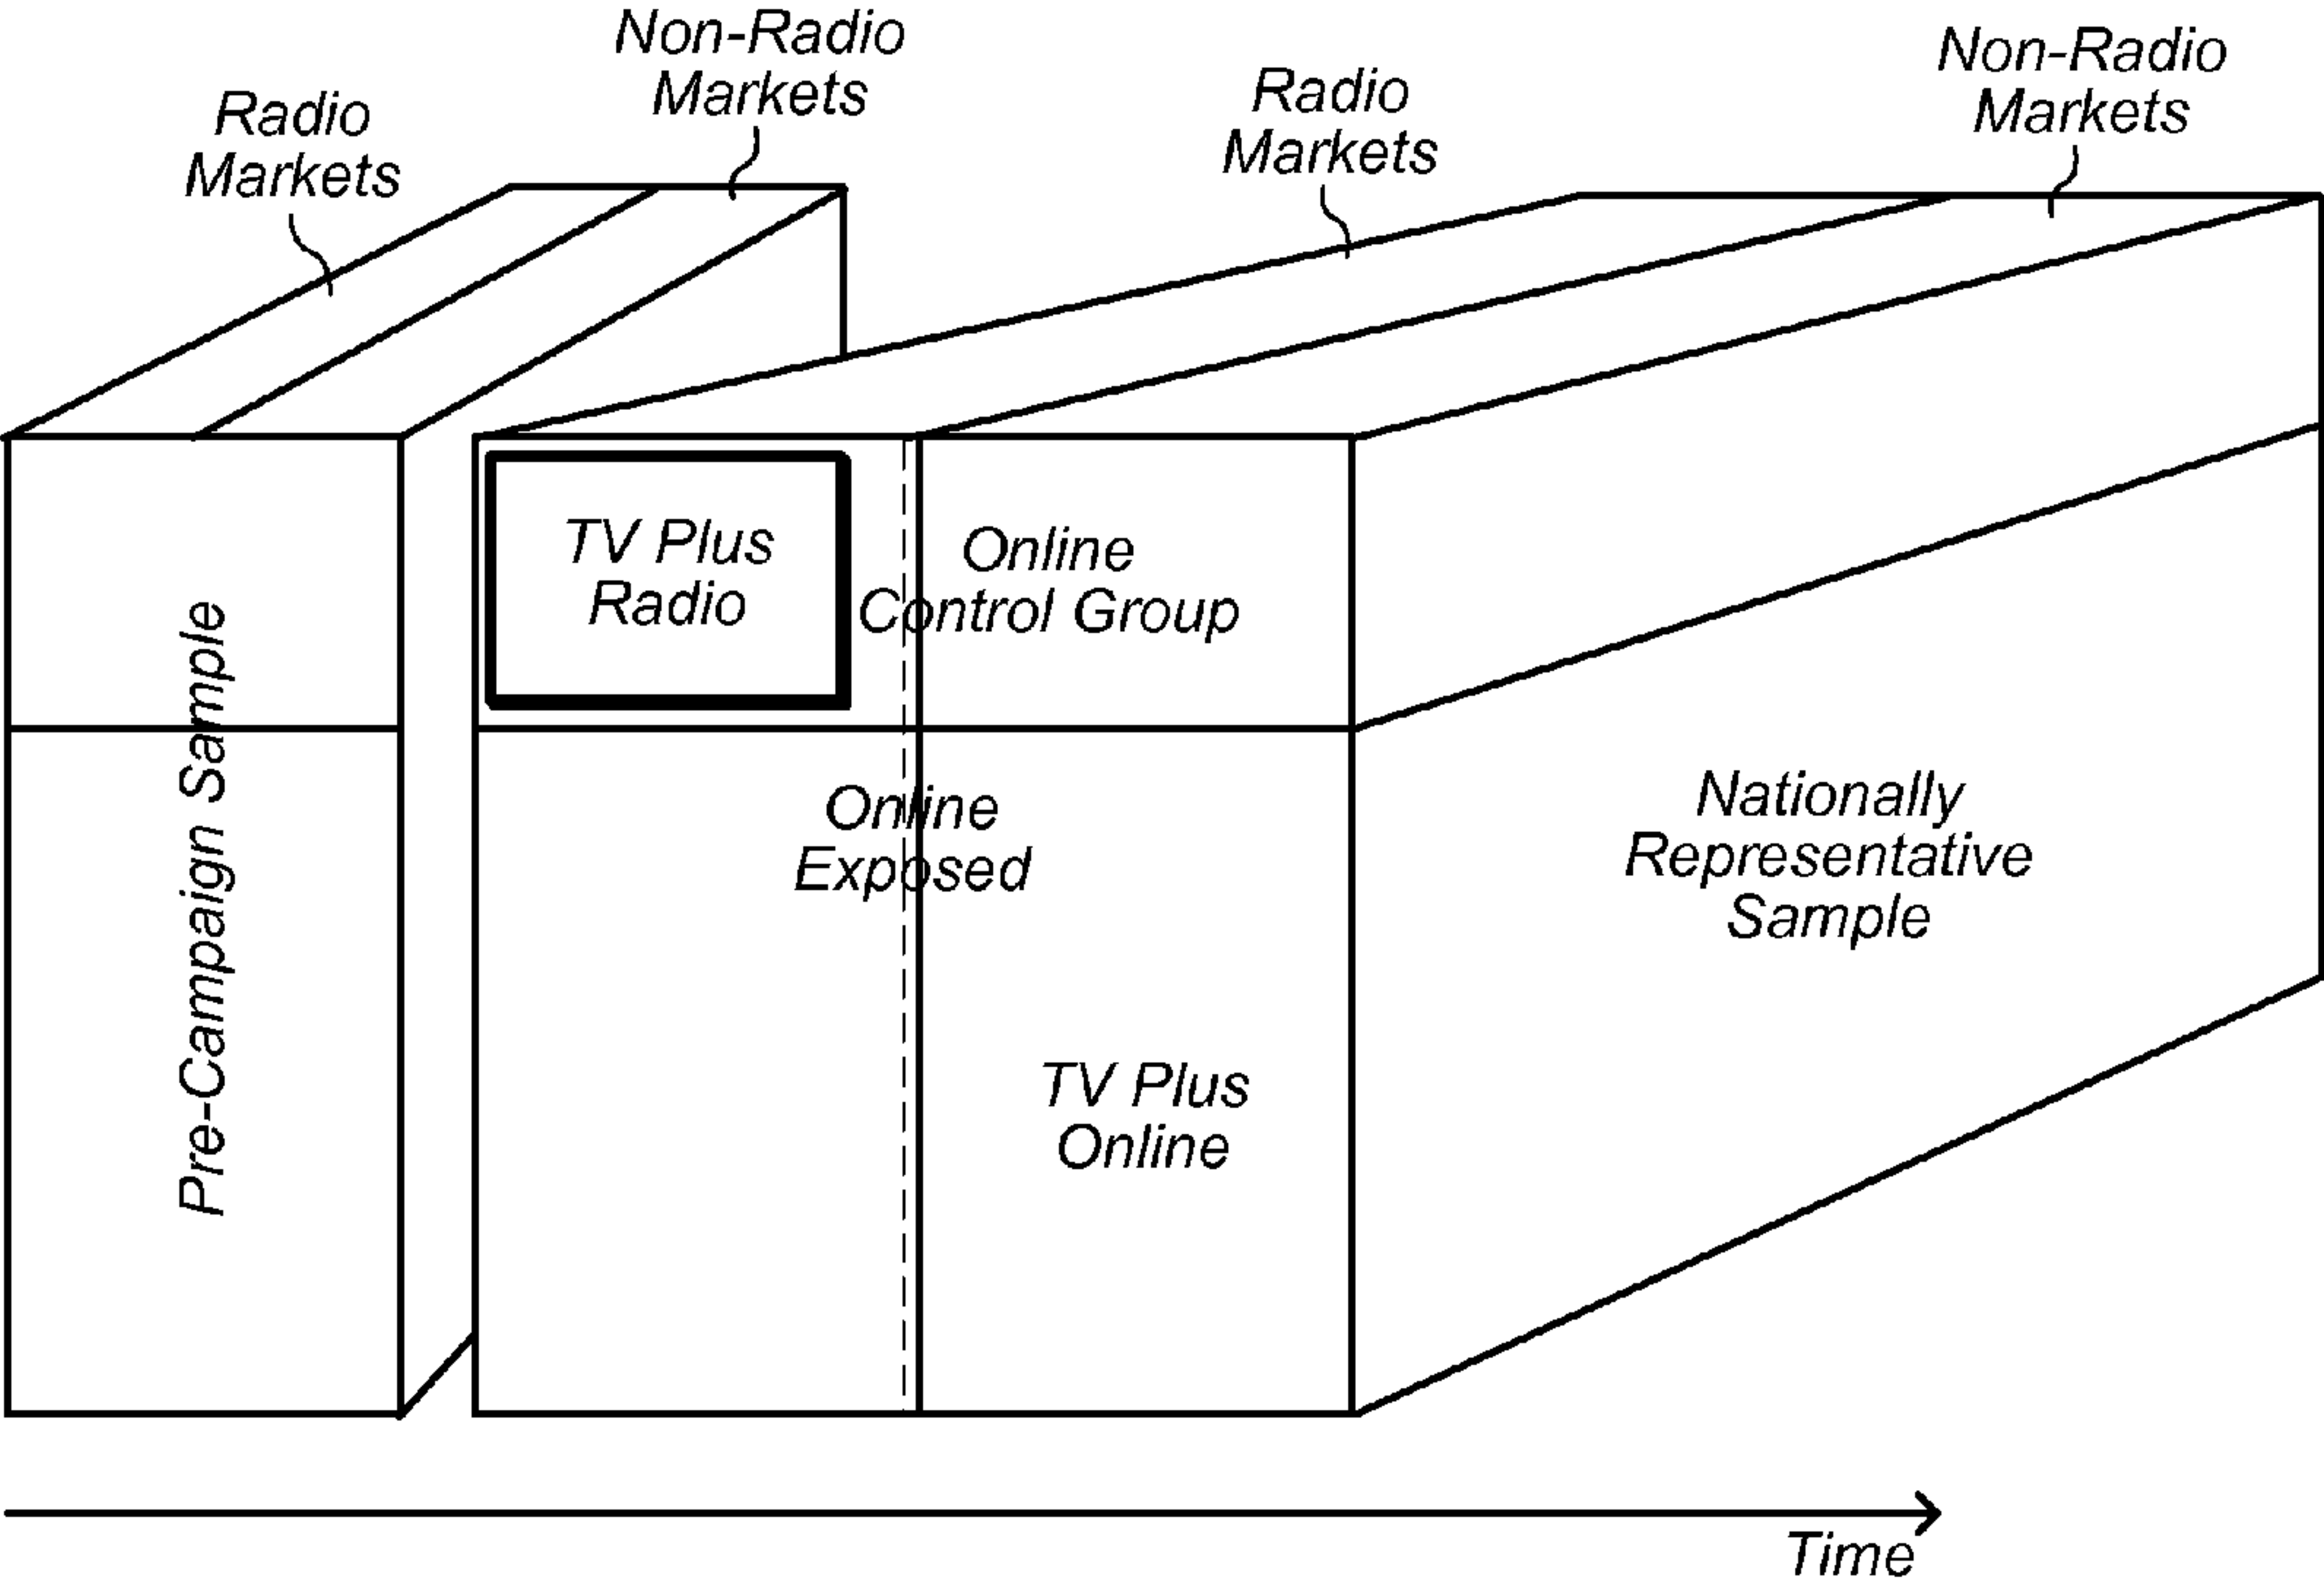 Non-Radio
Markets
Radio
Markets
Radio
Markets
Non-Radio
Markets
TV Plus
Radio
Online
Control Group
Pre-Campaign Sample
Online
Exposed
Nationally
Representative
Sample
TV Plus
Online
Time